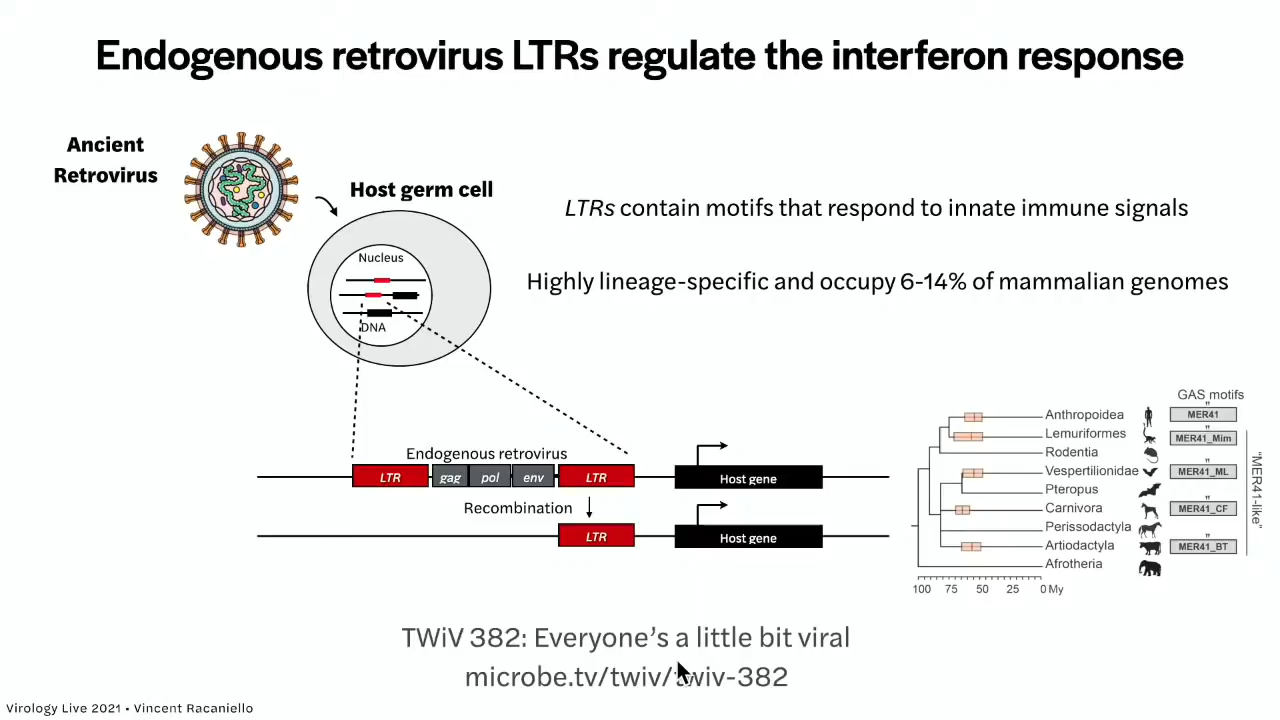 Endogenous retrovirus LTRs regulate the interferon response
Ancient
Retrovirus
Host germ cell
Nucleus
DNA
LTRs contain motifs that respond to innate immune signals
Highly lineage-specific and occupy 6-14% of mammalian genomes
Endogenous retrovirus
LTR gag pol env LTR Host gene
Recombination
LTR Host gene
GAS motifs
Anthropoidea MER41
Lemuriformes MER41_Mim
Rodentia
Vespertilionidae MER41_ML
Pteropus
Carnivora MER41_CF
Perissodactyla
Artiodactyla MER41_BT
Afrotheria
"MER41-like"
100 75 50 25 0 My
TWiV 382: Everyone's a little bit viral
microbe.tv/twiv/twiv-382
Virology Live 2021 • Vincent Racaniello